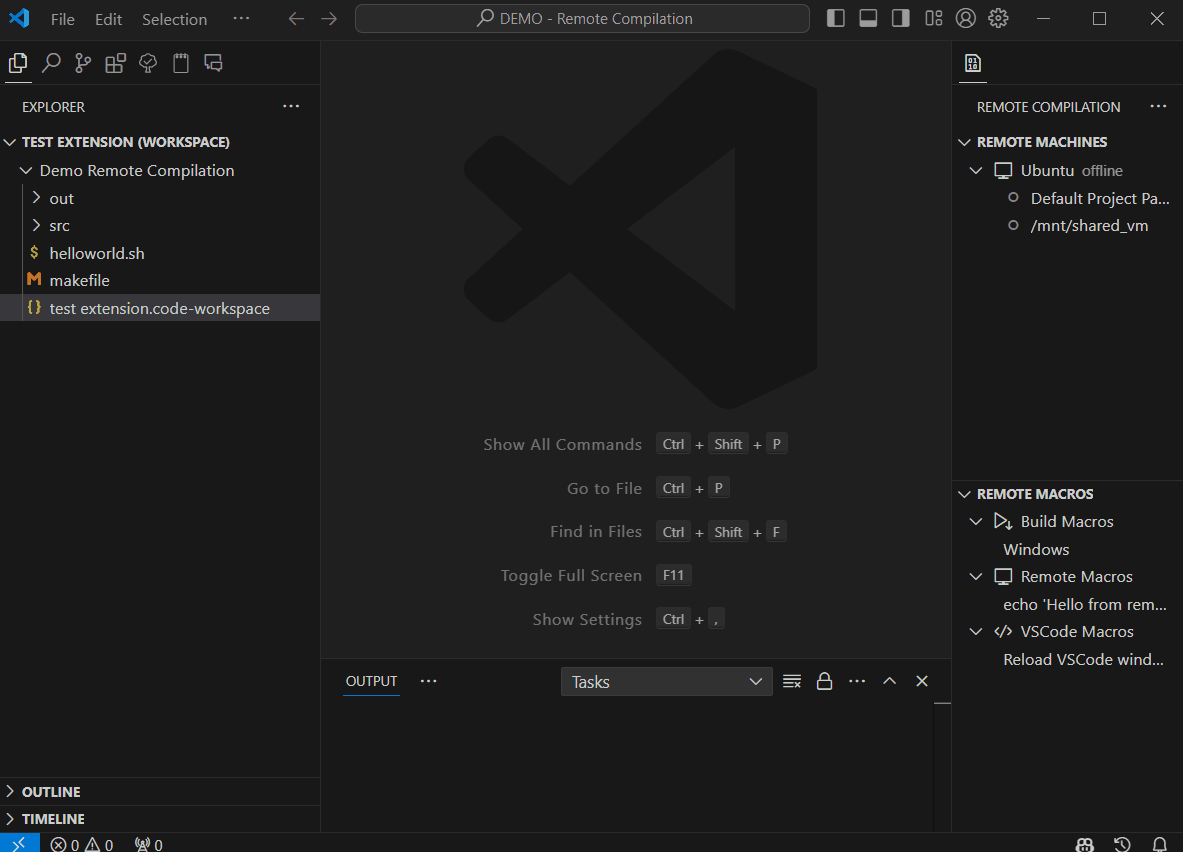 File Edit Selection ···
DEMO - Remote Compilation
EXPLORER ···
TEST EXTENSION (WORKSPACE)
Demo Remote Compilation
out
src
$ helloworld.sh
M makefile
{} test extension.code-workspace
OUTLINE
TIMELINE
Show All Commands Ctrl + Shift + P
Go to File Ctrl + P
Find in Files Ctrl + Shift + F
Toggle Full Screen F11
Show Settings Ctrl + ,
OUTPUT ···
Tasks ···
REMOTE COMPILATION ···
REMOTE MACHINES
Ubuntu offline
Default Project Pa...
/mnt/shared_vm
REMOTE MACROS
Build Macros
Windows
Remote Macros
echo 'Hello from rem...
</> VSCode Macros
Reload VSCode wind...
0 0 0